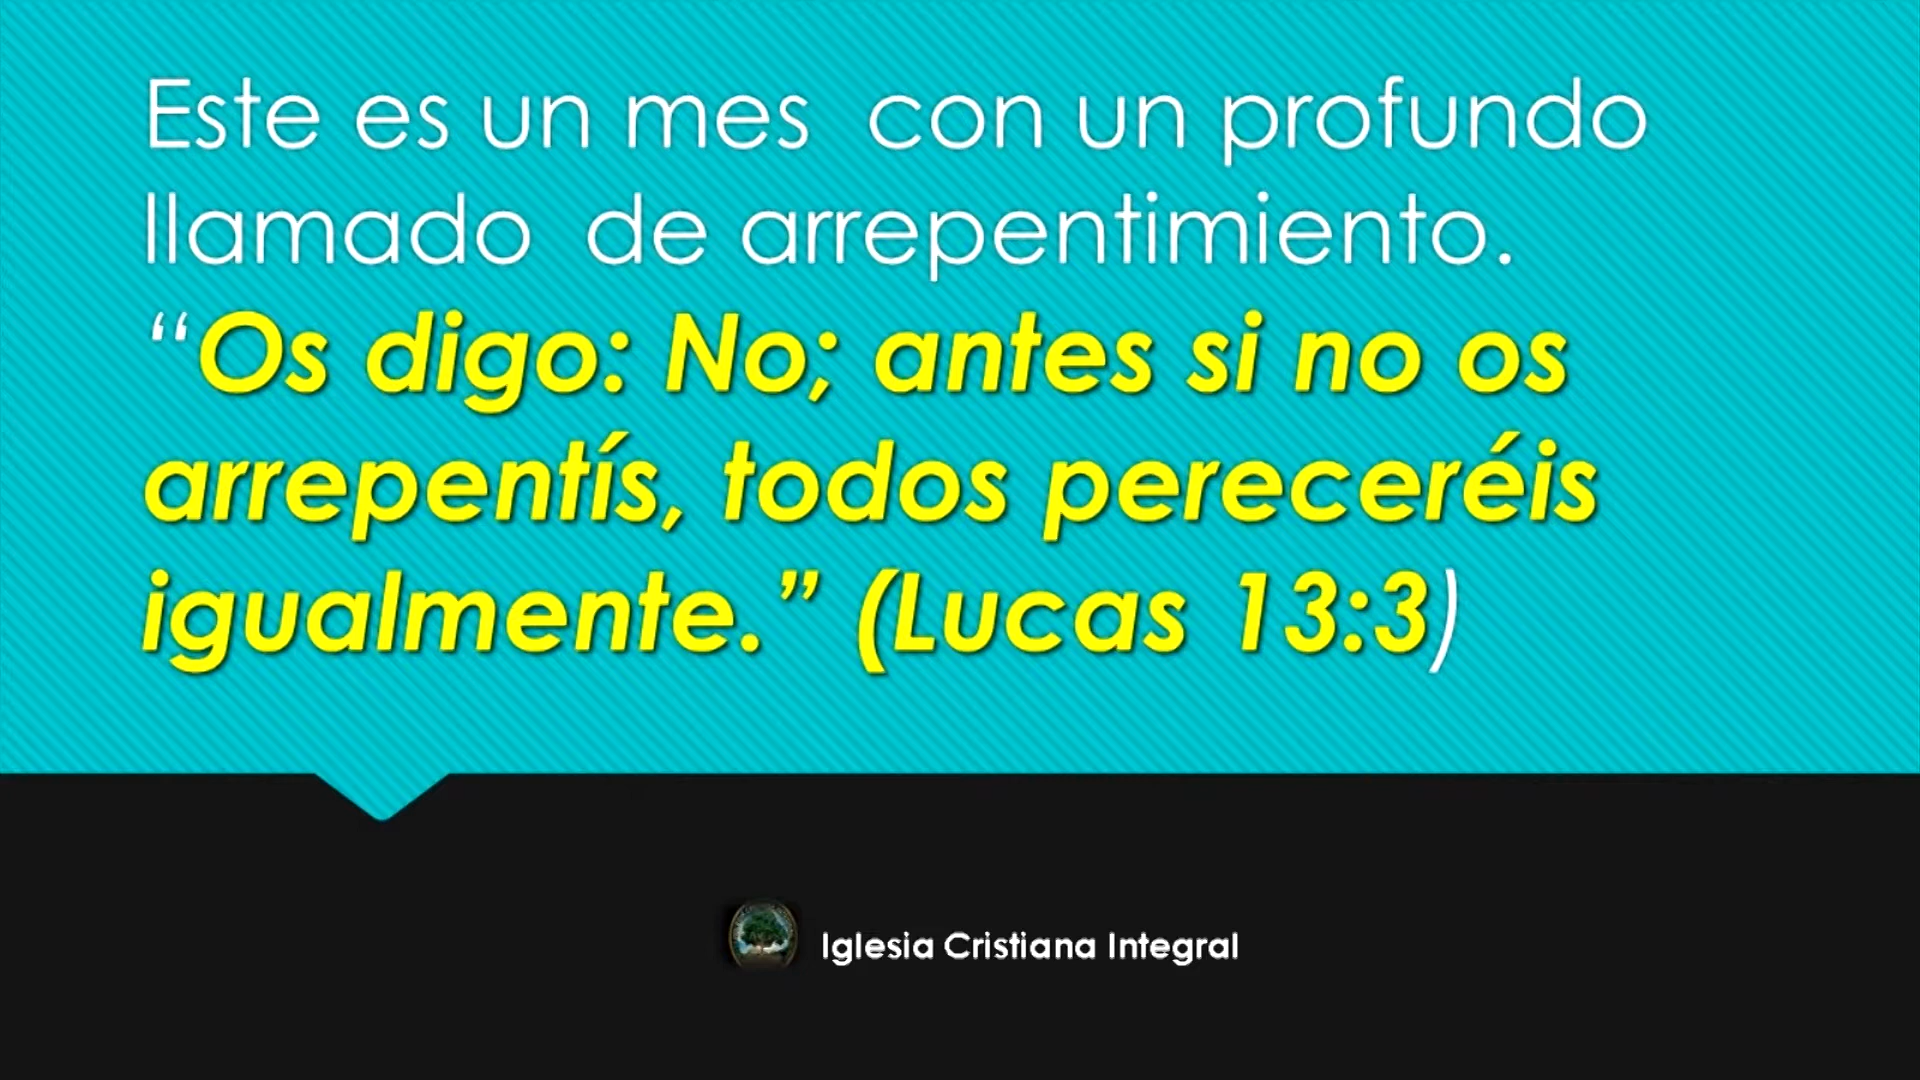 Este es un mes  con un profundo
llamado  de arrepentimiento.
“Os digo: No; antes si no os
arrepentís, todos pereceréis
igualmente.” (Lucas 13:3)
Iglesia Cristiana Integral